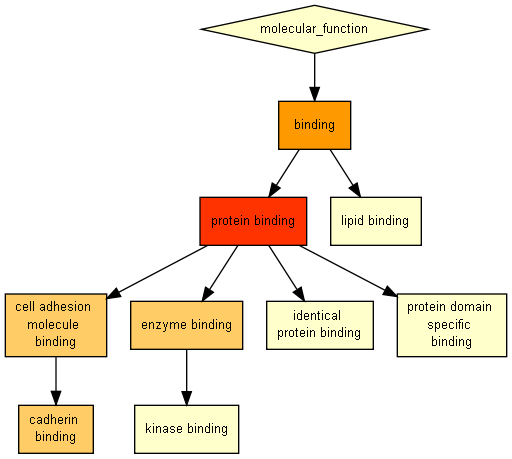 molecular_function
binding
protein binding
lipid binding
cell adhesion
molecule
binding
enzyme binding
identical
protein binding
protein domain
specific
binding
cadherin
binding
kinase binding